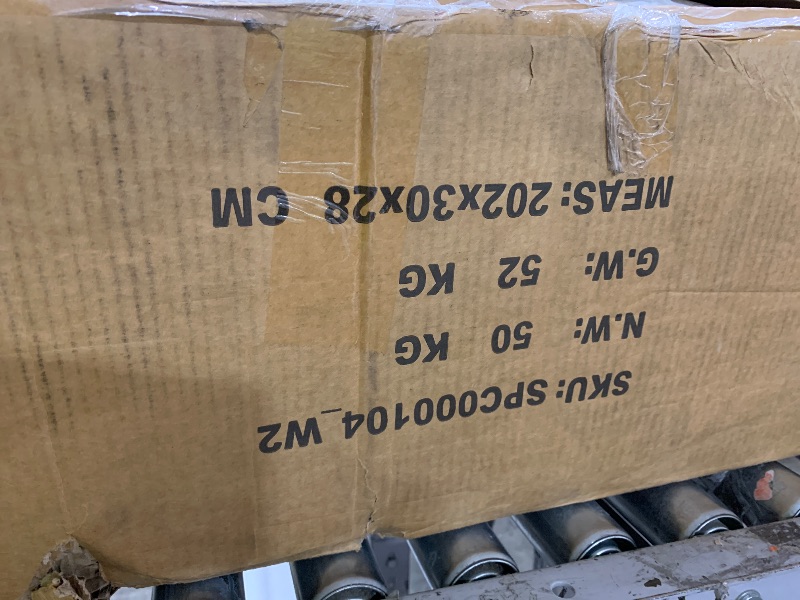 SKU: SPC000104_W2
N.W: 50 KG
G.W: 52 KG
MEAS: 202x30x28 CM